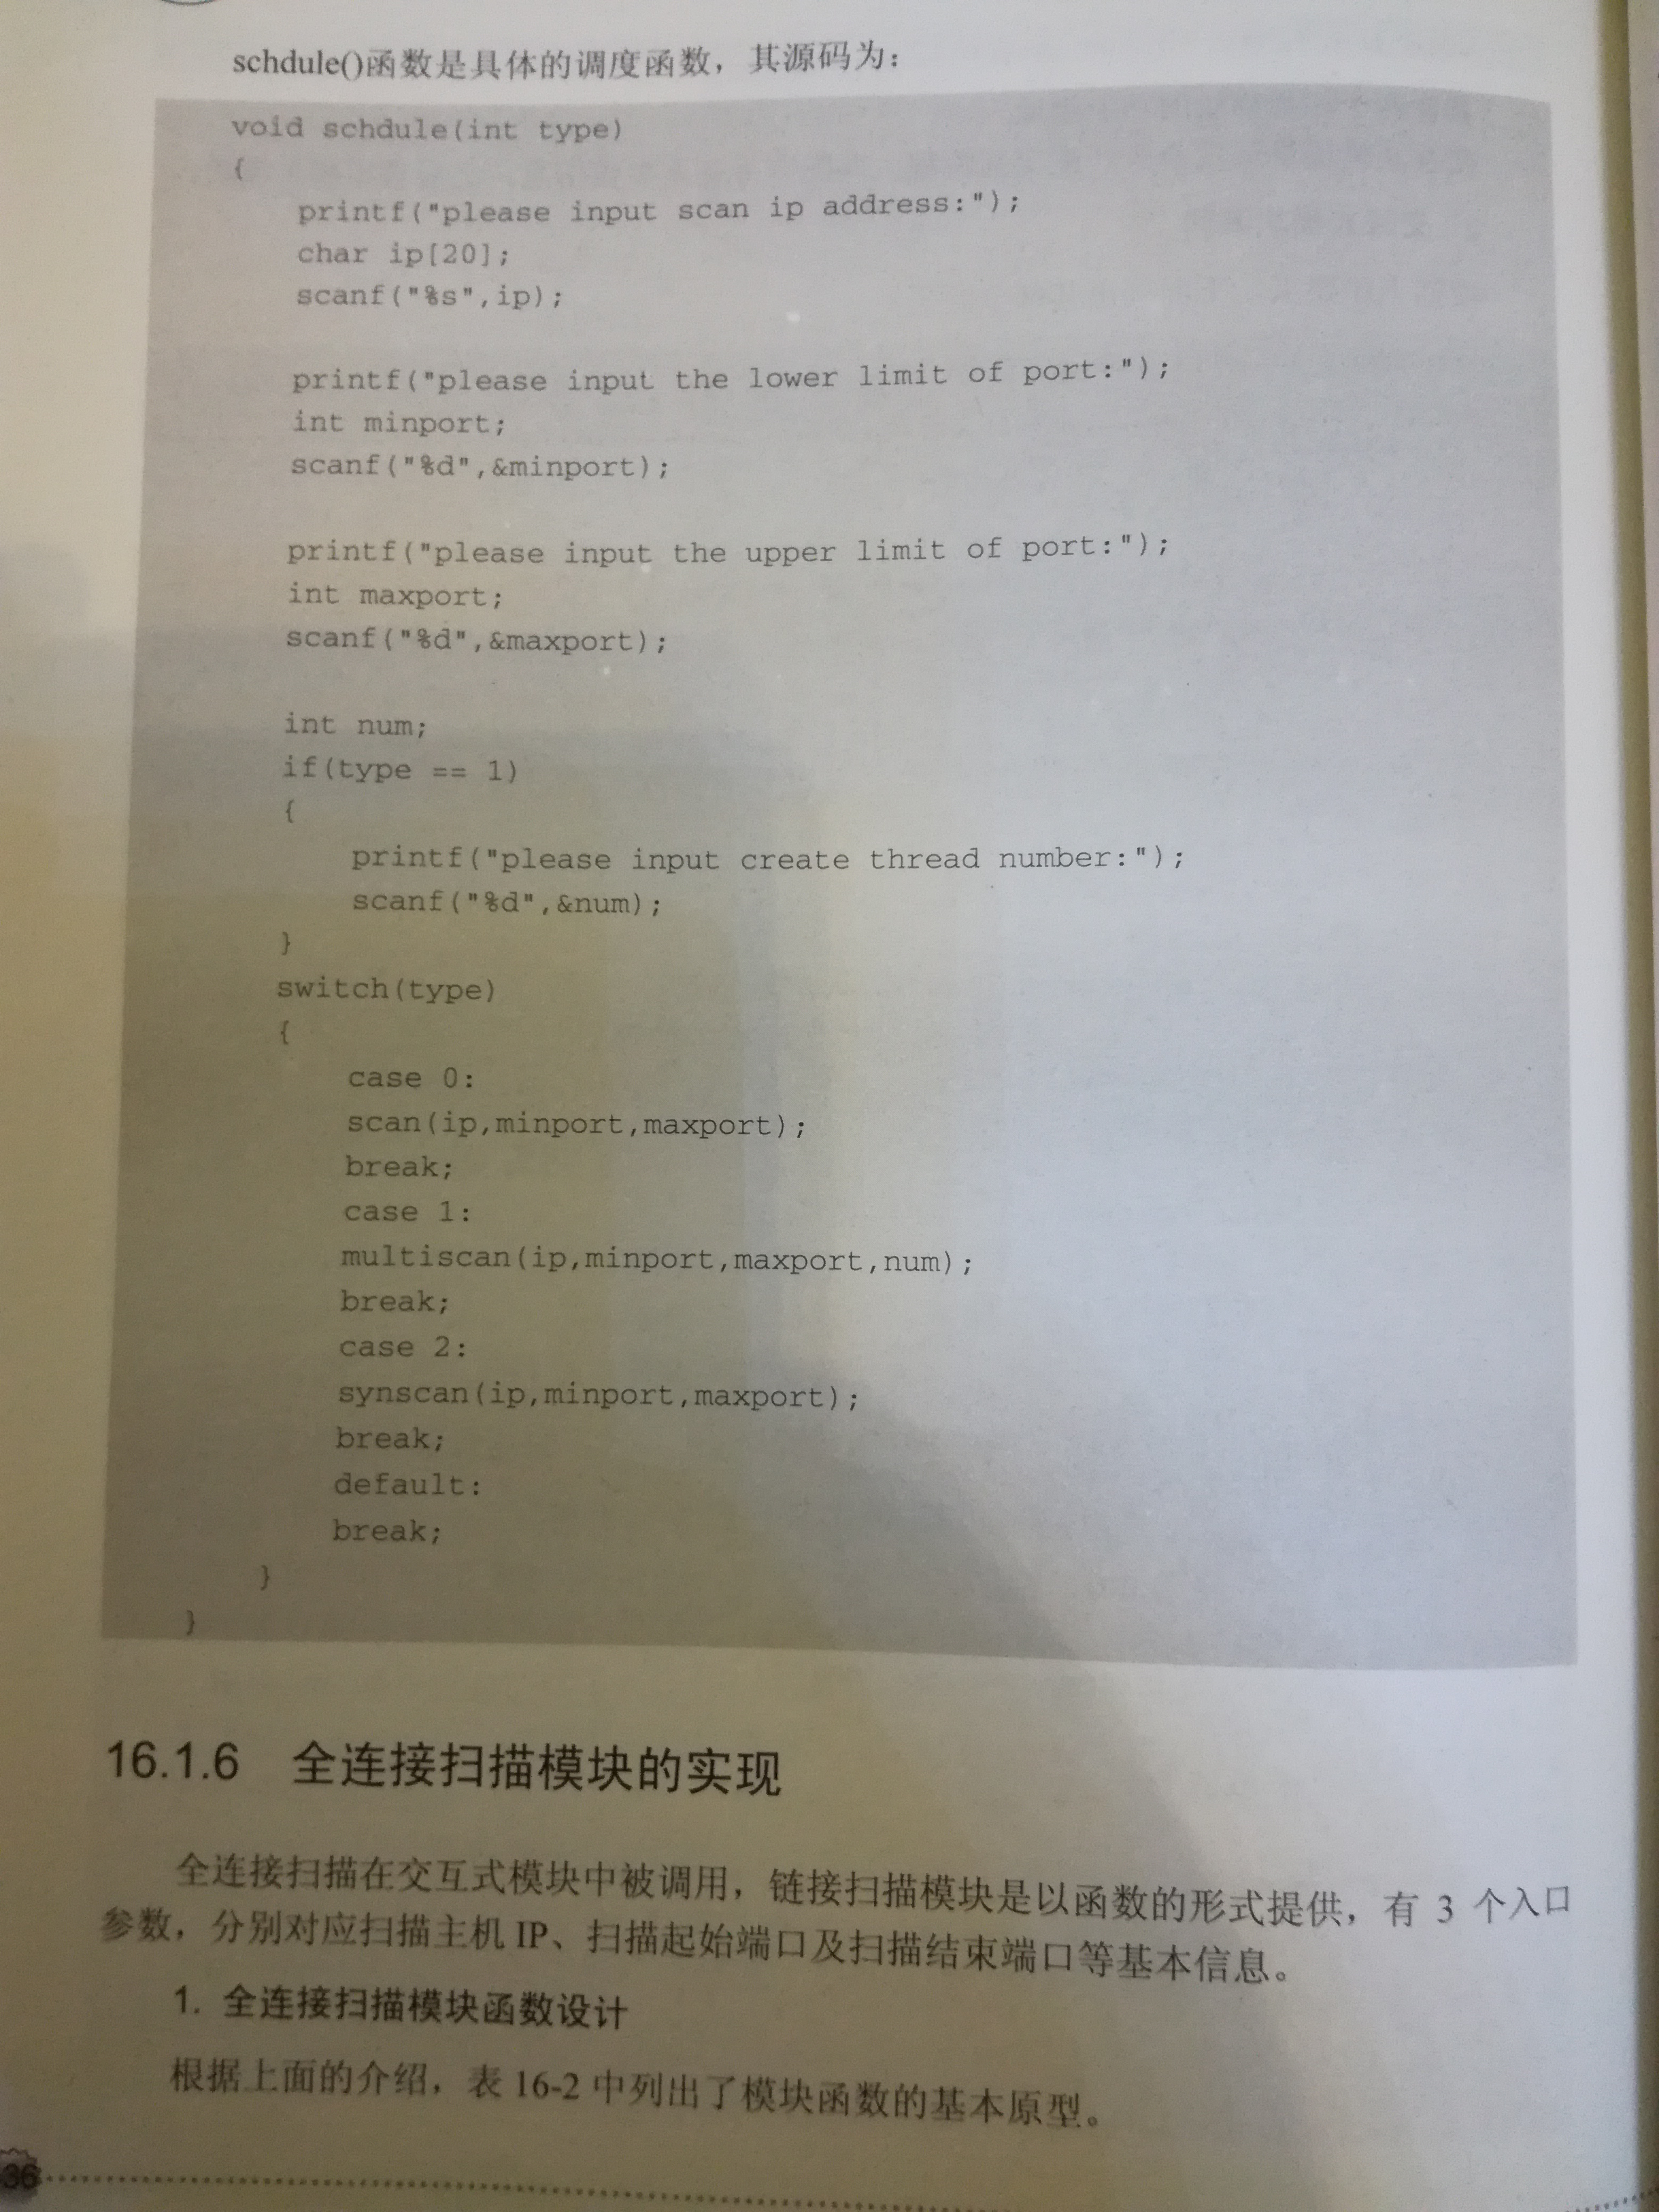 schdule()函数是具体的调度函数，其源码为：
void schdule(int type)
{
printf("please input scan ip address:");
char ip[20];
scanf("%s",ip);
printf("please input the lower limit of port:");
int minport;
scanf("%d",&minport);
printf("please input the upper limit of port:");
int maxport;
scanf("%d",&maxport);
int num;
if(type == 1)
{
printf("please input create thread number:");
scanf("%d",&num);
}
switch(type)
{
case 0:
scan(ip,minport,maxport);
break;
case 1:
multiscan(ip,minport,maxport,num);
break;
case 2:
synscan(ip,minport,maxport);
break;
default:
break;
}
}
16.1.6 全连接扫描模块的实现
全连接扫描在交互式模块中被调用，链接扫描模块是以函数的形式提供，有 3 个入口
参数，分别对应扫描主机 IP、扫描起始端口及扫描结束端口等基本信息。
1. 全连接扫描模块函数设计
根据上面的介绍，表 16-2 中列出了模块函数的基本原型。
36